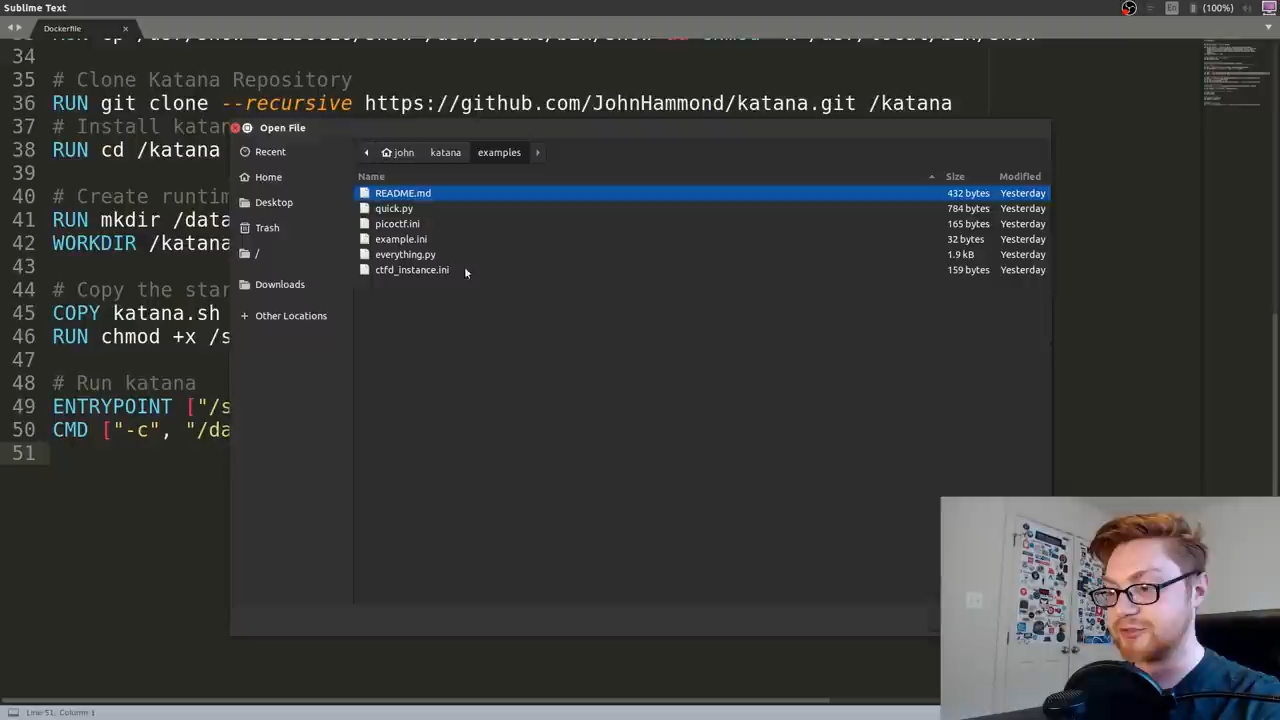 Sublime Text
En
(100%)
Dockerfile
34
35 # Clone Katana Repository
36 RUN git clone --recursive https://github.com/JohnHammond/katana.git /katana
37 # Install katan
38 RUN cd /katana
39
40 # Create runtim
41 RUN mkdir /data
42 WORKDIR /katana
43
44 # Copy the star
45 COPY katana.sh
46 RUN chmod +x /s
47
48 # Run katana
49 ENTRYPOINT ["/s
50 CMD ["-c", "/da
51
Open File
Recent
Home
Desktop
Trash
/
Downloads
+ Other Locations
john katana examples
Name Size Modified
README.md 432 bytes Yesterday
quick.py 784 bytes Yesterday
picoctf.ini 165 bytes Yesterday
example.ini 32 bytes Yesterday
everything.py 1.9 kB Yesterday
ctfd_instance.ini 159 bytes Yesterday
Line 51, Column 1